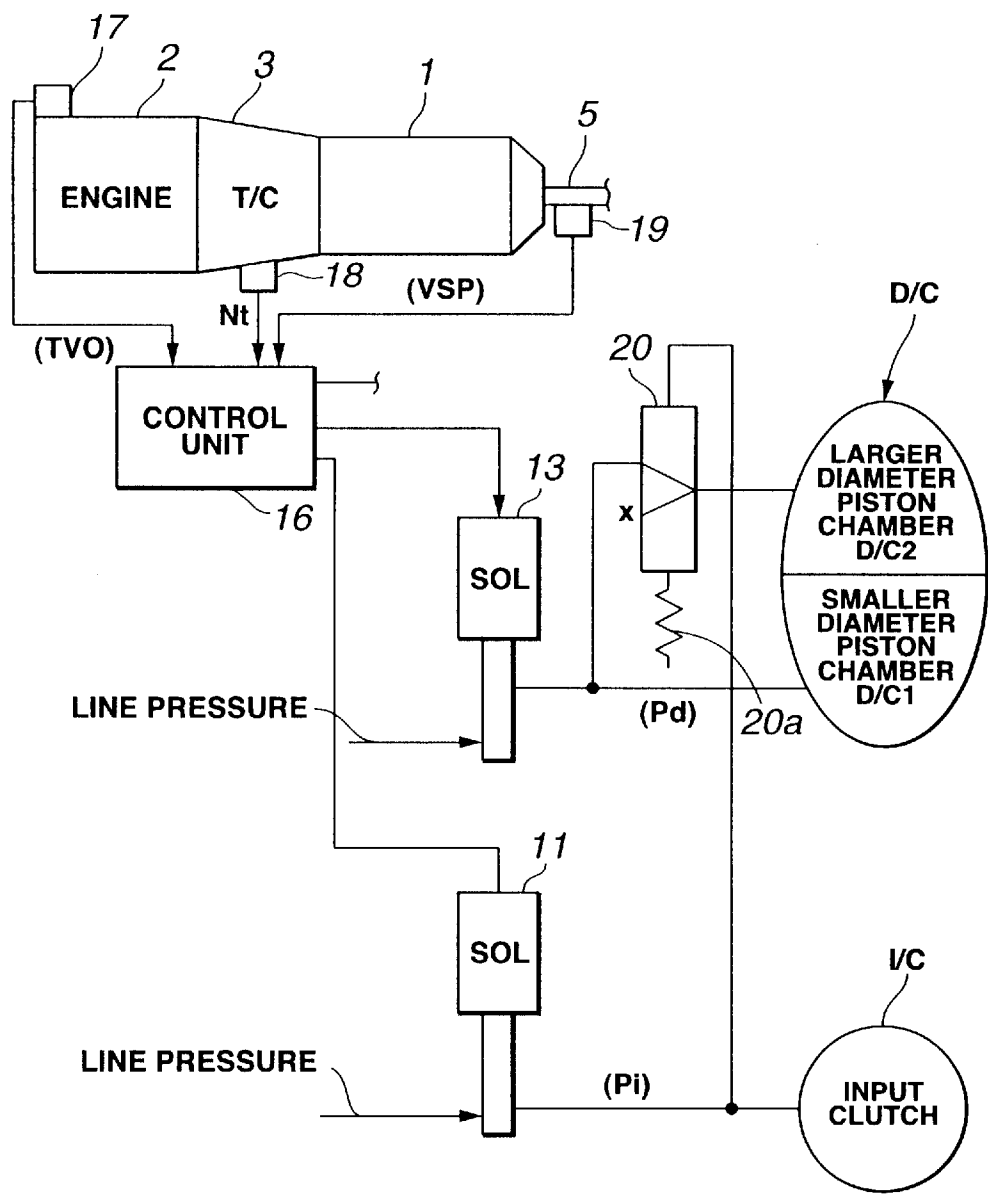 17
2
3
1
5
ENGINE
T/C
19
18
(VSP)
Nt
(TVO)
D/C
20
CONTROL
UNIT
16
13
LARGER
DIAMETER
PISTON
CHAMBER
D/C2
x
SOL
SMALLER
DIAMETER
PISTON
CHAMBER
D/C1
LINE PRESSURE
(Pd)
20a
11
SOL
I/C
LINE PRESSURE
(Pi)
INPUT
CLUTCH